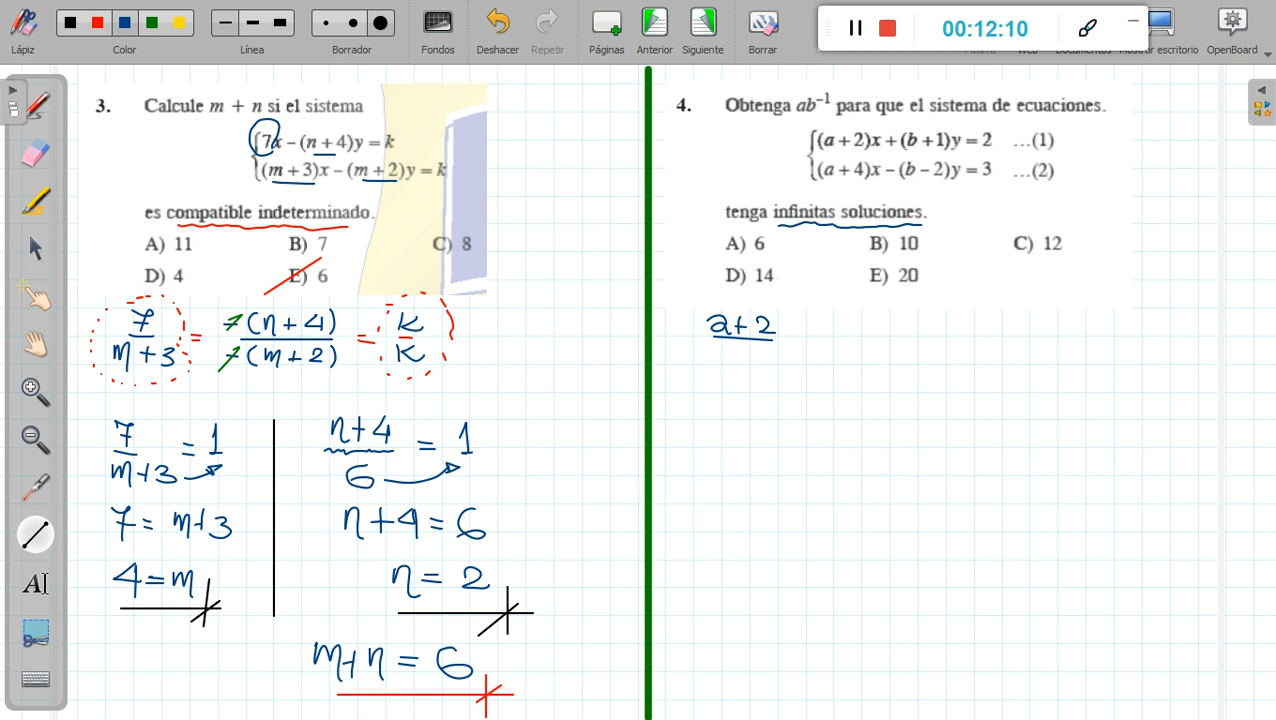 00:12:10
Lápiz Color Línea Borrador Fondos Deshacer Repetir Páginas Anterior Siguiente Borrar Mostrar escritorio OpenBoard
3. Calcule m + n si el sistema
7x − (n + 4)y = k
(m + 3)x − (m + 2)y = k
es compatible indeterminado.
A) 11 B) 7 C) 8
D) 4 E) 6
7/(m+3) = -(n+4)/-(m+2) = k/k
7/(m+3) = 1
7 = m+3
4 = m
(n+4)/6 = 1
n+4 = 6
n = 2
m+n = 6
4. Obtenga ab⁻¹ para que el sistema de ecuaciones.
(a + 2)x + (b + 1)y = 2 ...(1)
(a + 4)x − (b − 2)y = 3 ...(2)
tenga infinitas soluciones.
A) 6 B) 10 C) 12
D) 14 E) 20
a+2
AI